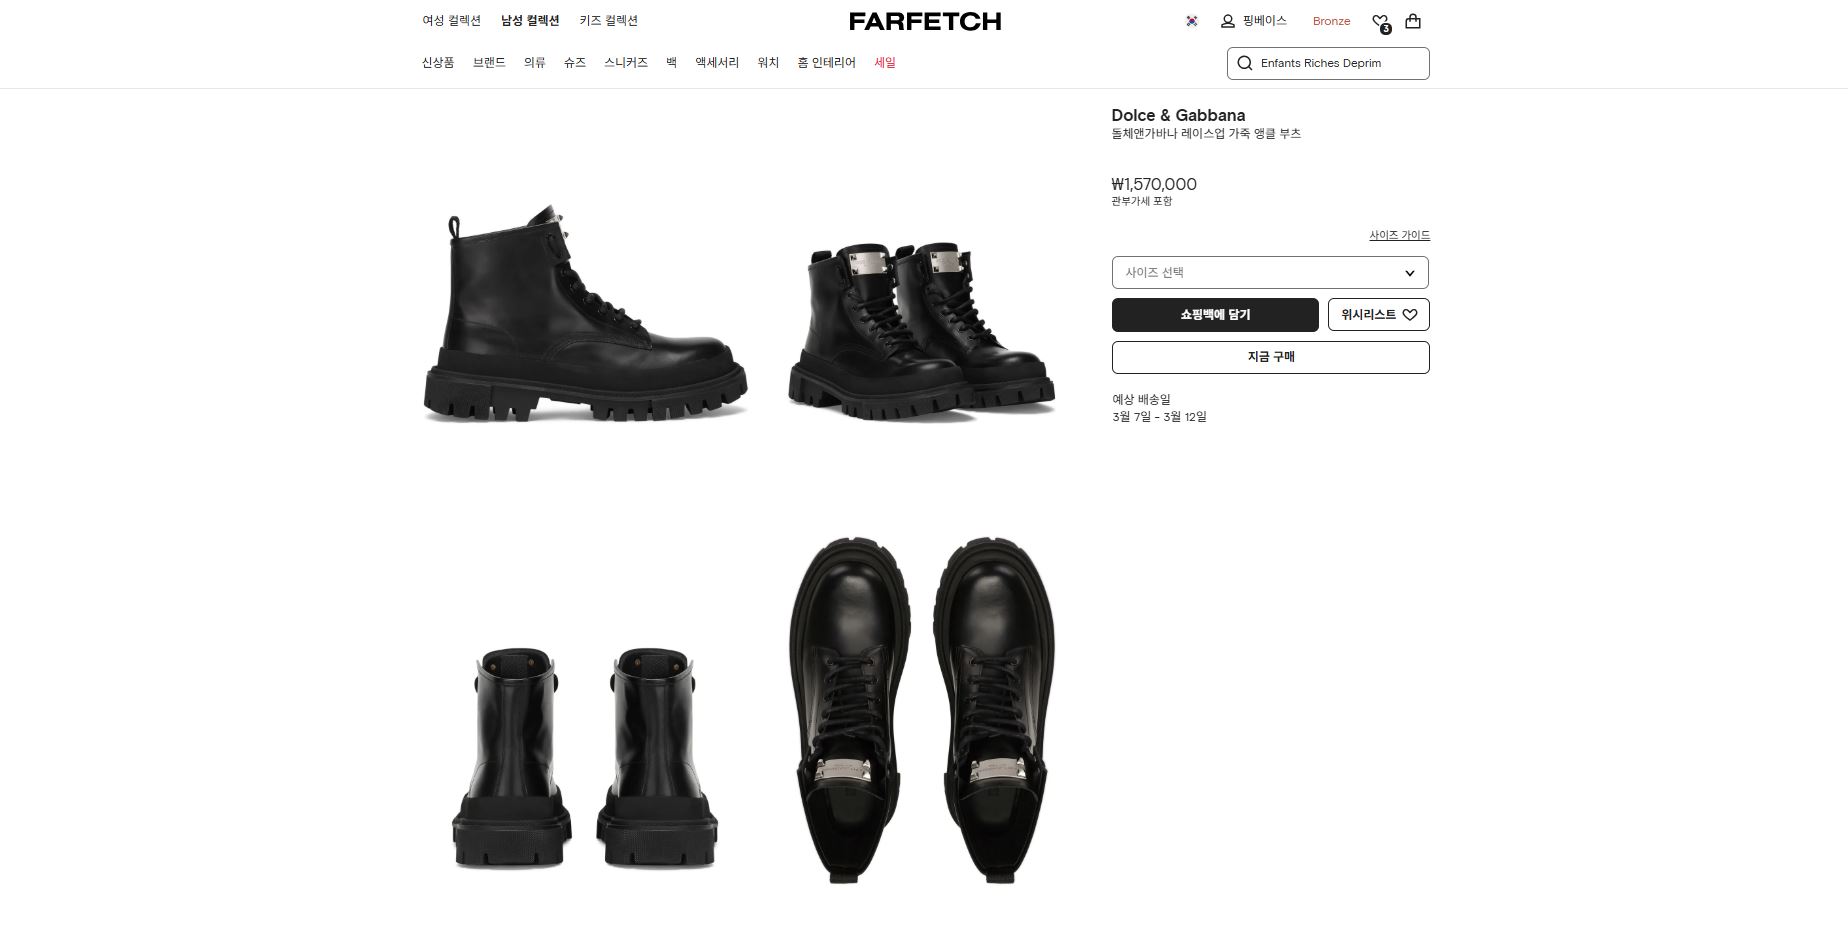 여성 컬렉션 남성 컬렉션 키즈 컬렉션
FARFETCH
핑베이스 Bronze 3
신상품 브랜드 의류 슈즈 스니커즈 백 액세서리 워치 홈 인테리어 세일
Enfants Riches Deprim
Dolce & Gabbana
돌체앤가바나 레이스업 가죽 앵클 부츠
₩1,570,000
관부가세 포함
사이즈 가이드
사이즈 선택
쇼핑백에 담기
위시리스트
지금 구매
예상 배송일
3월 7일 - 3월 12일